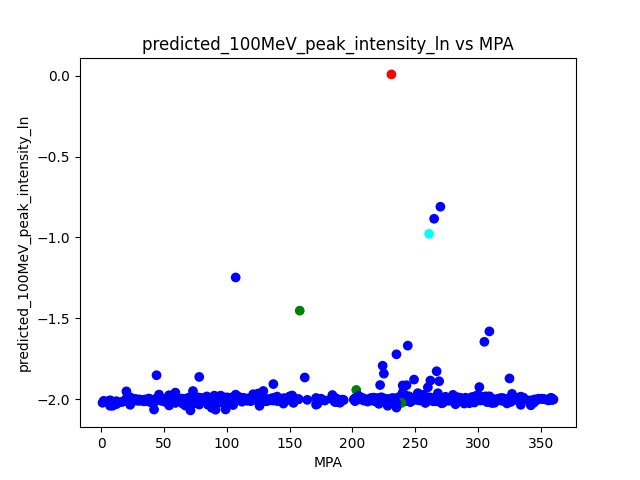 predicted_100MeV_peak_intensity_ln vs MPA
predicted_100MeV_peak_intensity_ln
0.0
−0.5
−1.0
−1.5
−2.0
0 50 100 150 200 250 300 350
MPA